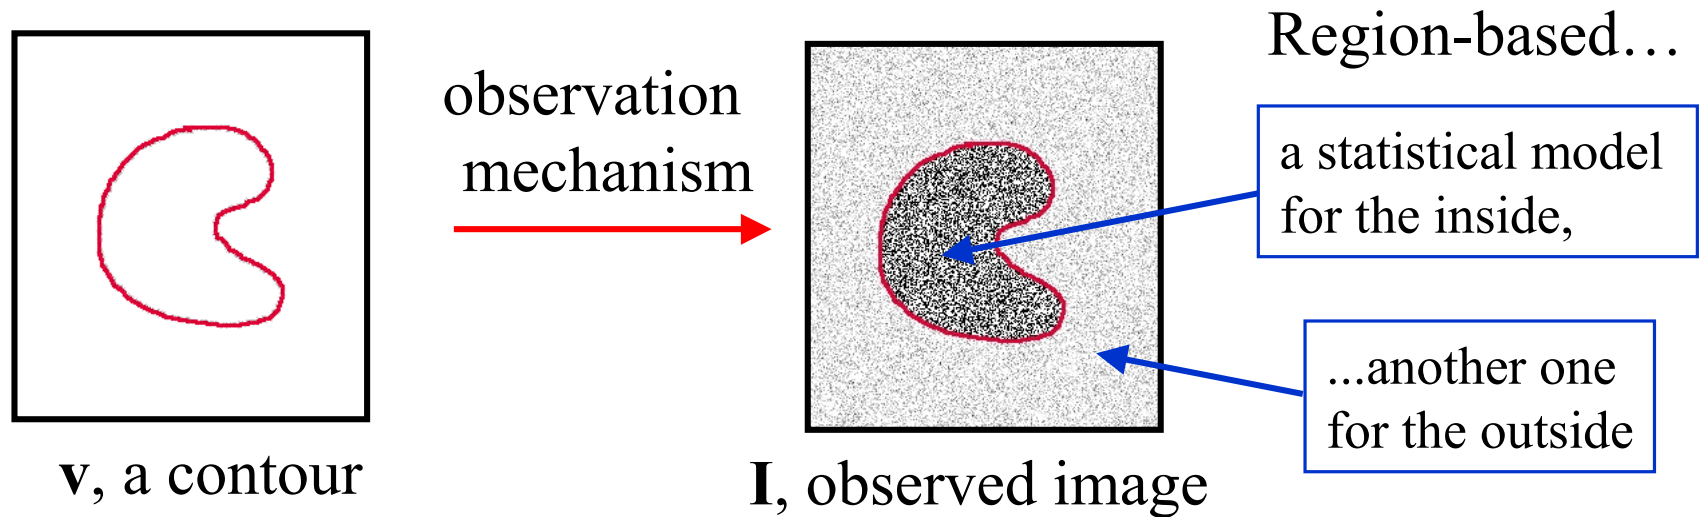 Region-based…
observation
mechanism
a statistical model
for the inside,
...another one
for the outside
v, a contour
I, observed image